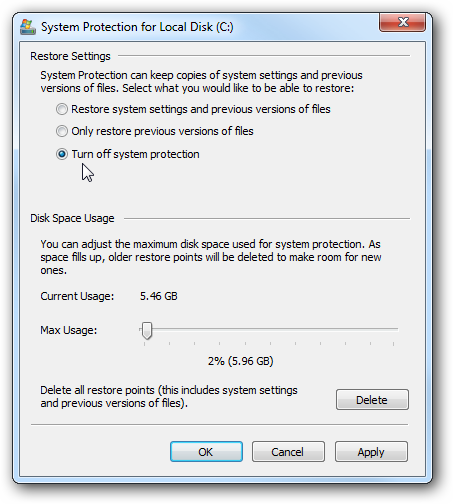 System Protection for Local Disk (C:)
Restore Settings
System Protection can keep copies of system settings and previous
versions of files. Select what you would like to be able to restore:
Restore system settings and previous versions of files
Only restore previous versions of files
Turn off system protection
Disk Space Usage
You can adjust the maximum disk space used for system protection. As
space fills up, older restore points will be deleted to make room for new
ones.
Current Usage: 5.46 GB
Max Usage:
2% (5.96 GB)
Delete all restore points (this includes system settings
and previous versions of files).
Delete
OK Cancel Apply